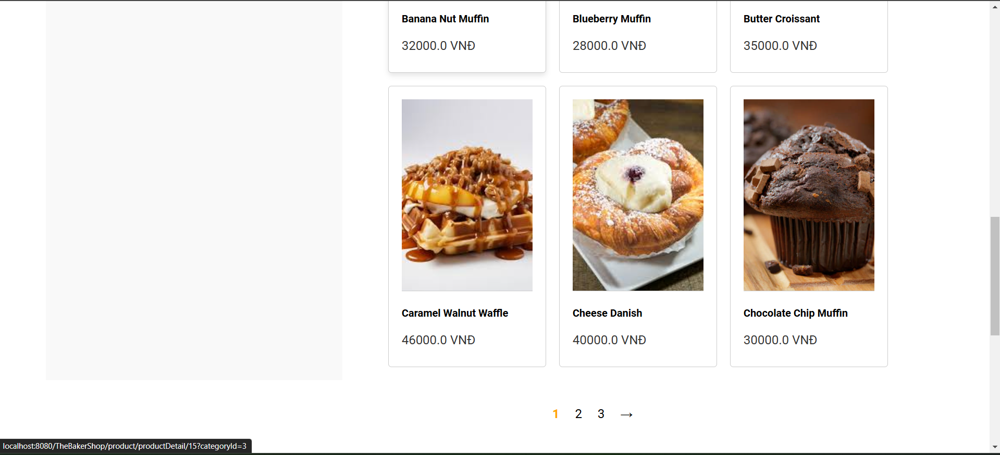 Banana Nut Muffin
Blueberry Muffin
Butter Croissant
32000.0 VNĐ
28000.0 VNĐ
35000.0 VNĐ
Caramel Walnut Waffle
Cheese Danish
Chocolate Chip Muffin
46000.0 VNĐ
40000.0 VNĐ
30000.0 VNĐ
1 2 3 →
localhost:8080/TheBakerShop/product/productDetail/15?categoryId=3